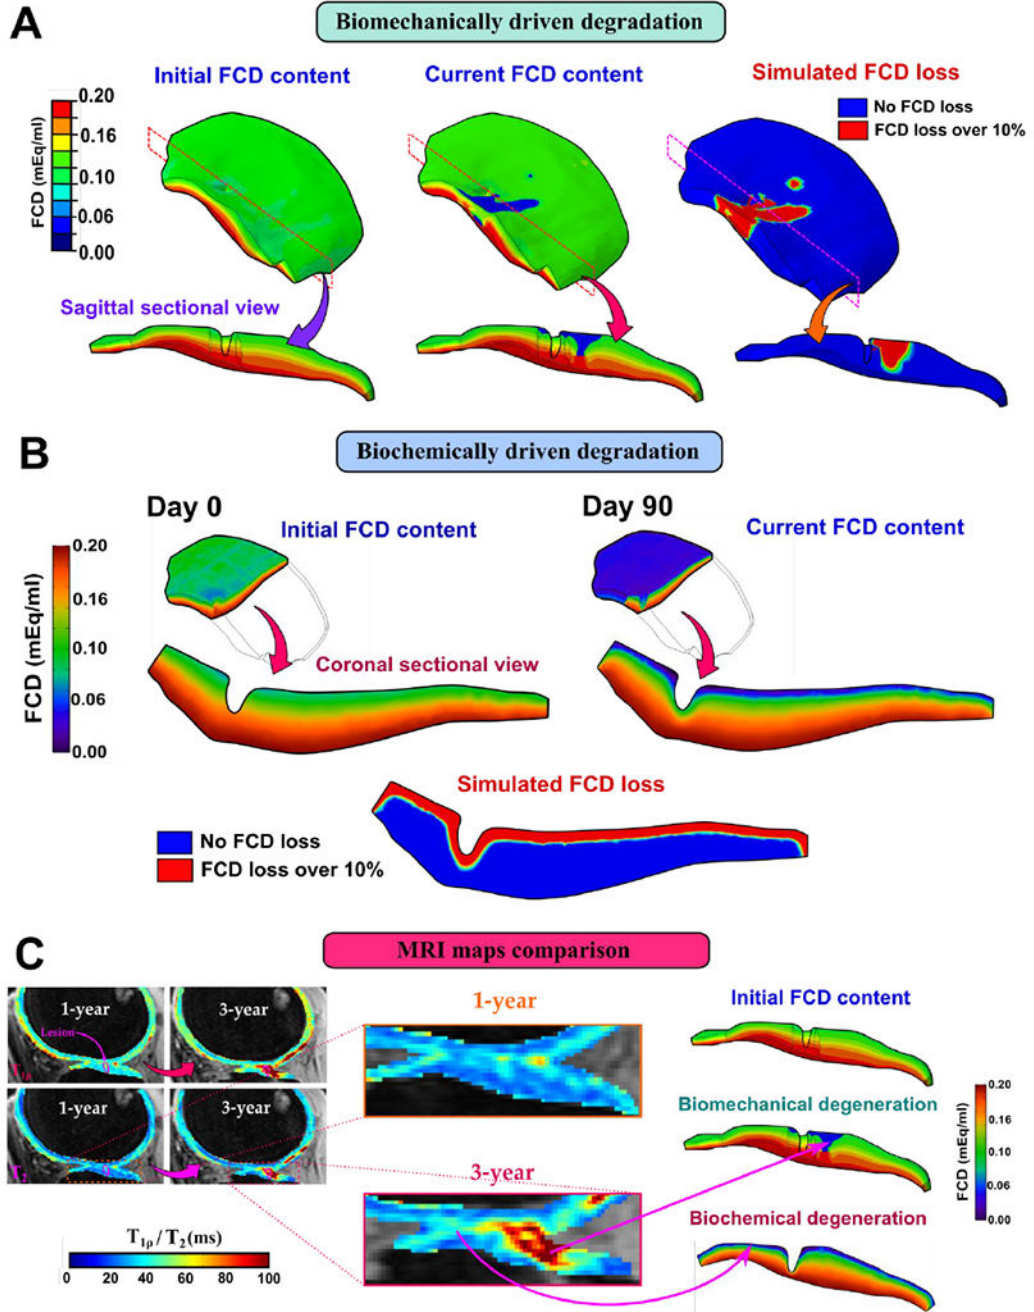 A
Biomechanically driven degradation
Initial FCD content
Current FCD content
Simulated FCD loss
No FCD loss
FCD loss over 10%
FCD (mEq/ml)
0.20
0.16
0.10
0.06
0.00
Sagittal sectional view
B
Biochemically driven degradation
Day 0
Initial FCD content
Day 90
Current FCD content
FCD (mEq/ml)
0.20
0.16
0.10
0.06
0.00
Coronal sectional view
Simulated FCD loss
No FCD loss
FCD loss over 10%
C
MRI maps comparison
1-year
3-year
Lesion
T1ρ
1-year
3-year
T2
1-year
3-year
T1ρ / T2 (ms)
0 20 40 60 80 100
Initial FCD content
Biomechanical degeneration
Biochemical degeneration
FCD (mEq/ml)
0.20
0.16
0.10
0.06
0.00